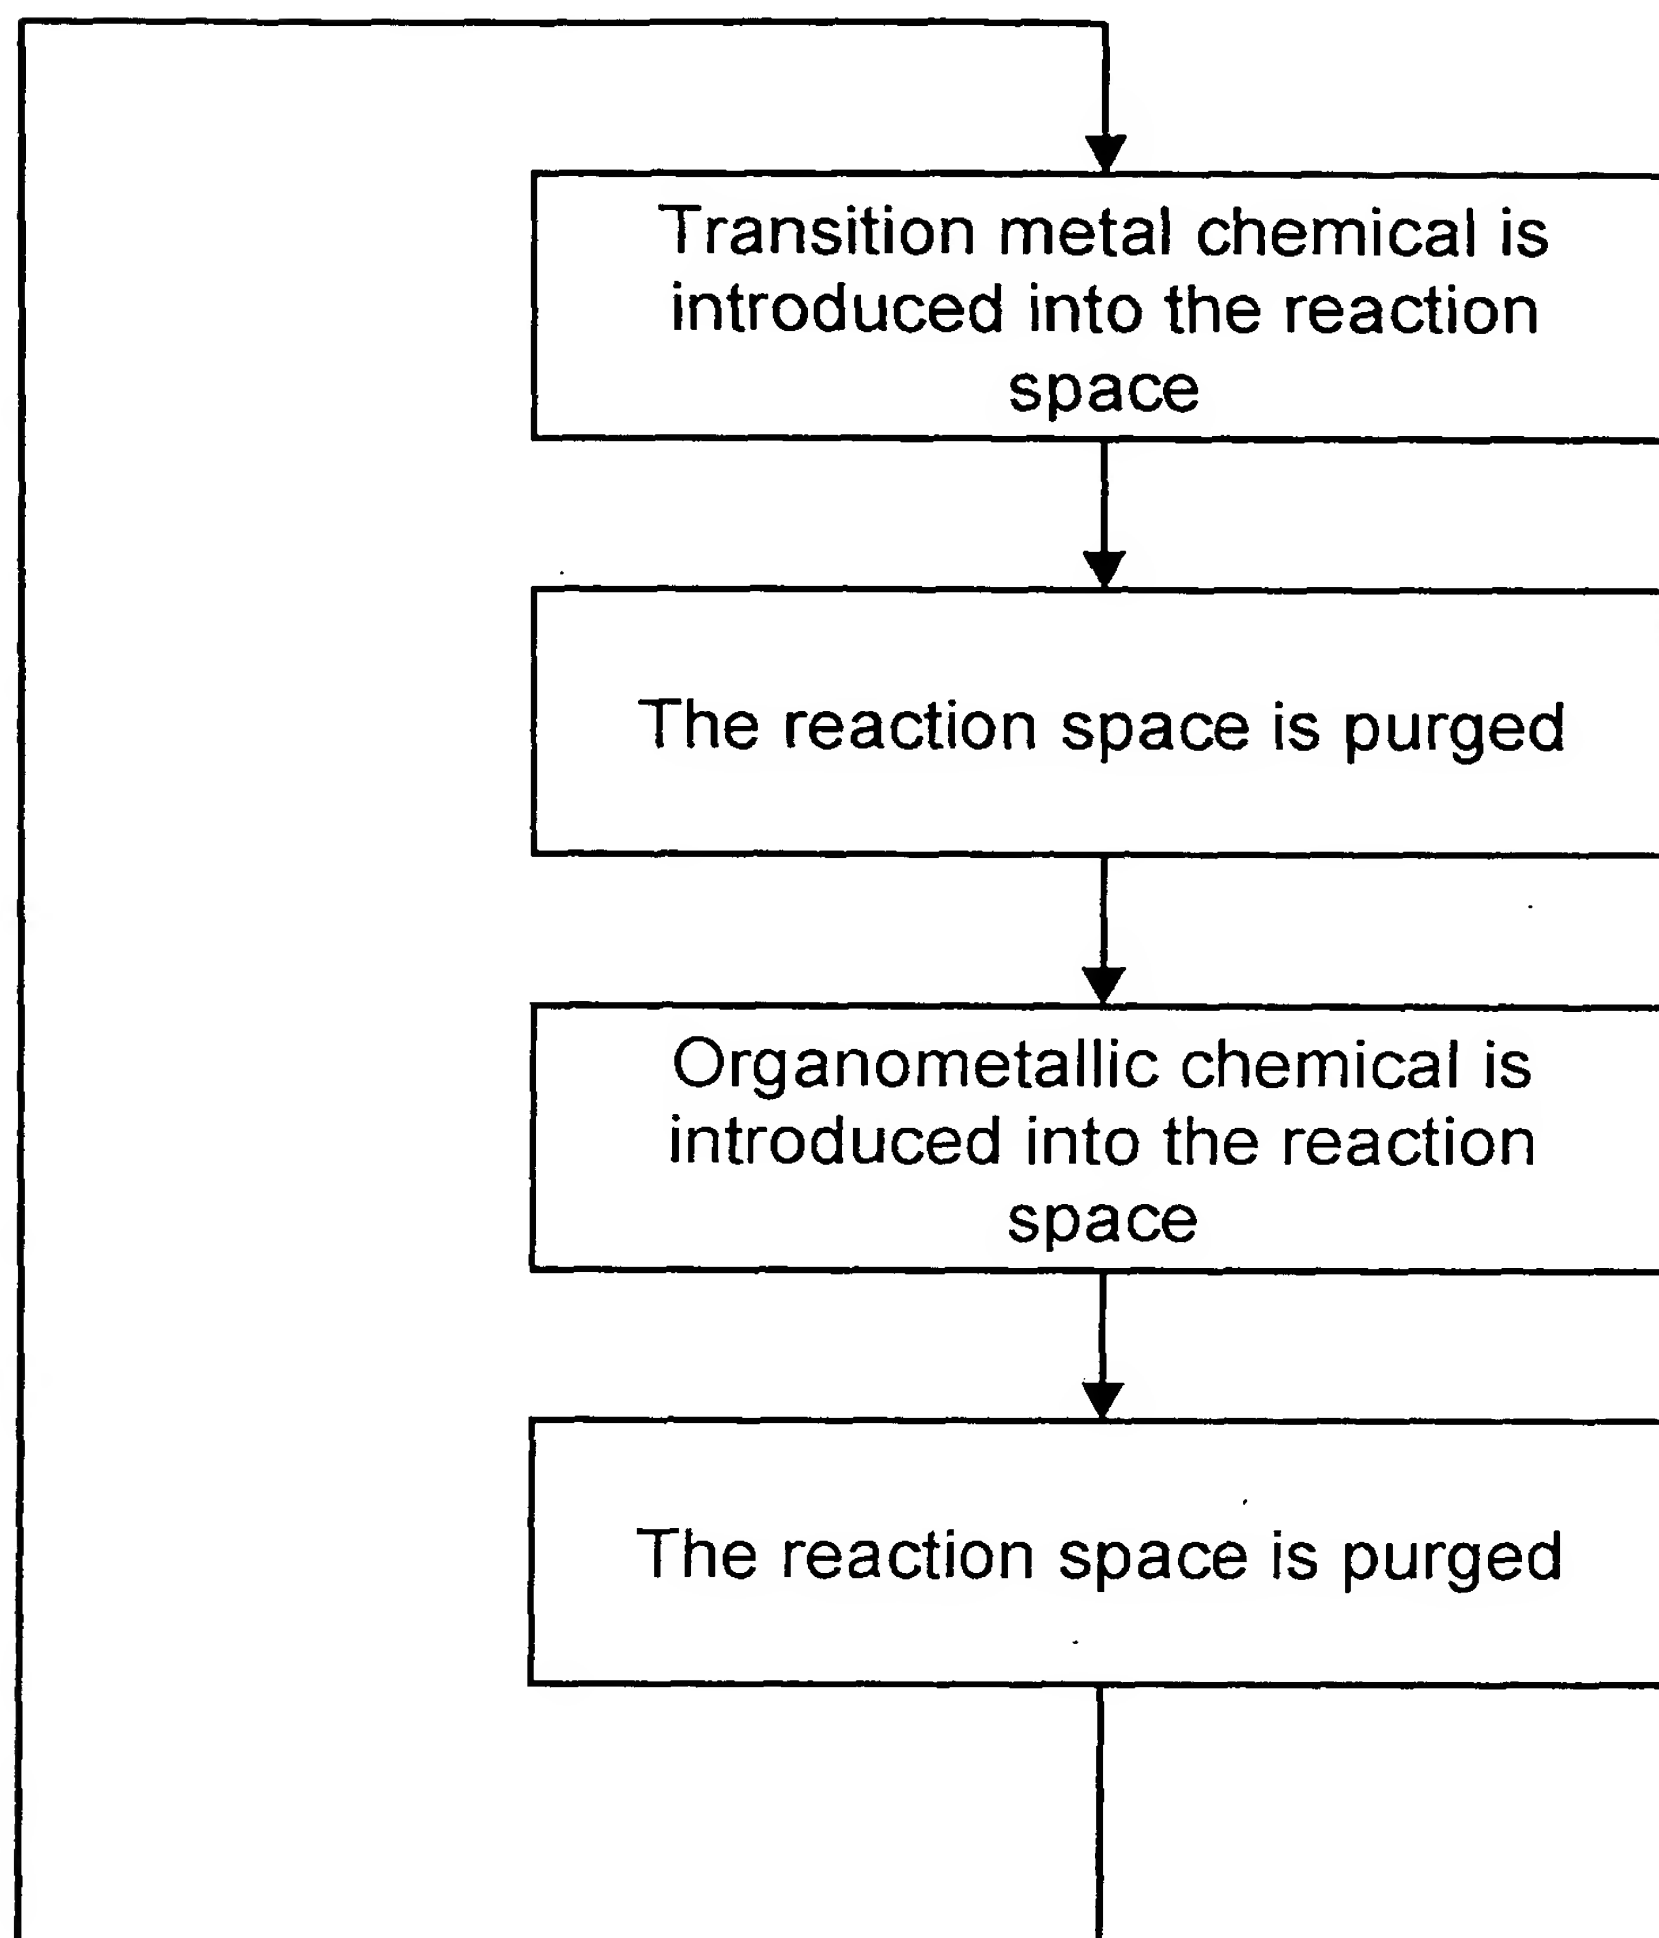 Transition metal chemical is
introduced into the reaction
space
The reaction space is purged
Organometallic chemical is
introduced into the reaction
space
The reaction space is purged